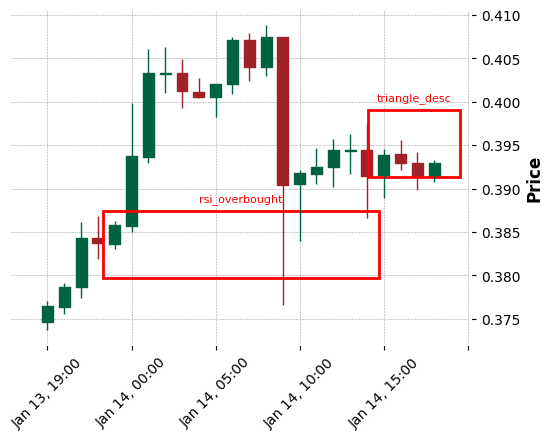 0.410
0.405
triangle_desc
0.400
0.395
rsi_overbought
0.390
0.385
0.380
0.375
Price
Jan 13, 19:00
Jan 14, 00:00
Jan 14, 05:00
Jan 14, 10:00
Jan 14, 15:00